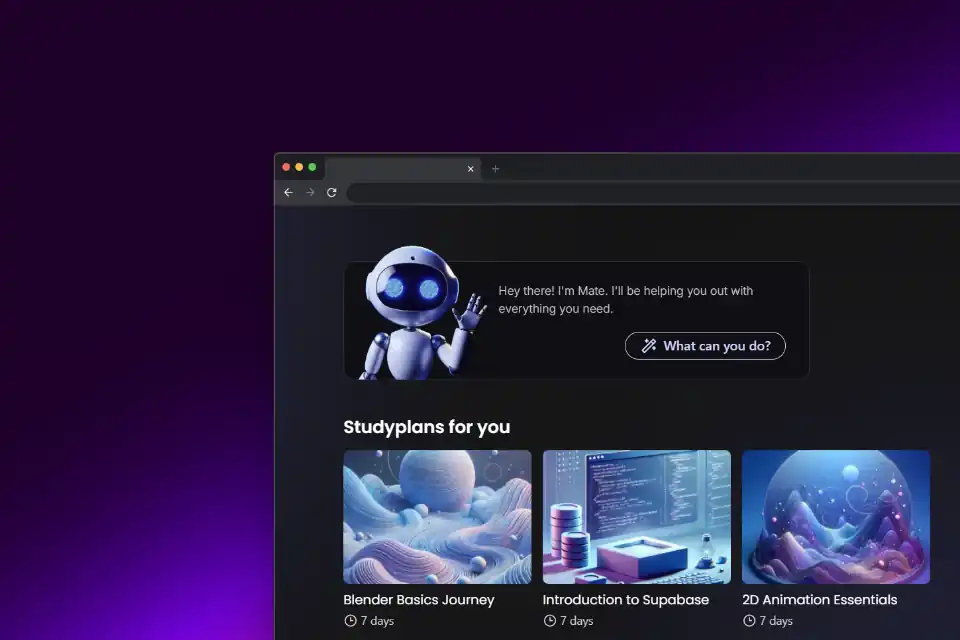 Hey there! I'm Mate. I'll be helping you out with
everything you need.
What can you do?
Studyplans for you
Blender Basics Journey
Introduction to Supabase
2D Animation Essentials
7 days
7 days
7 days